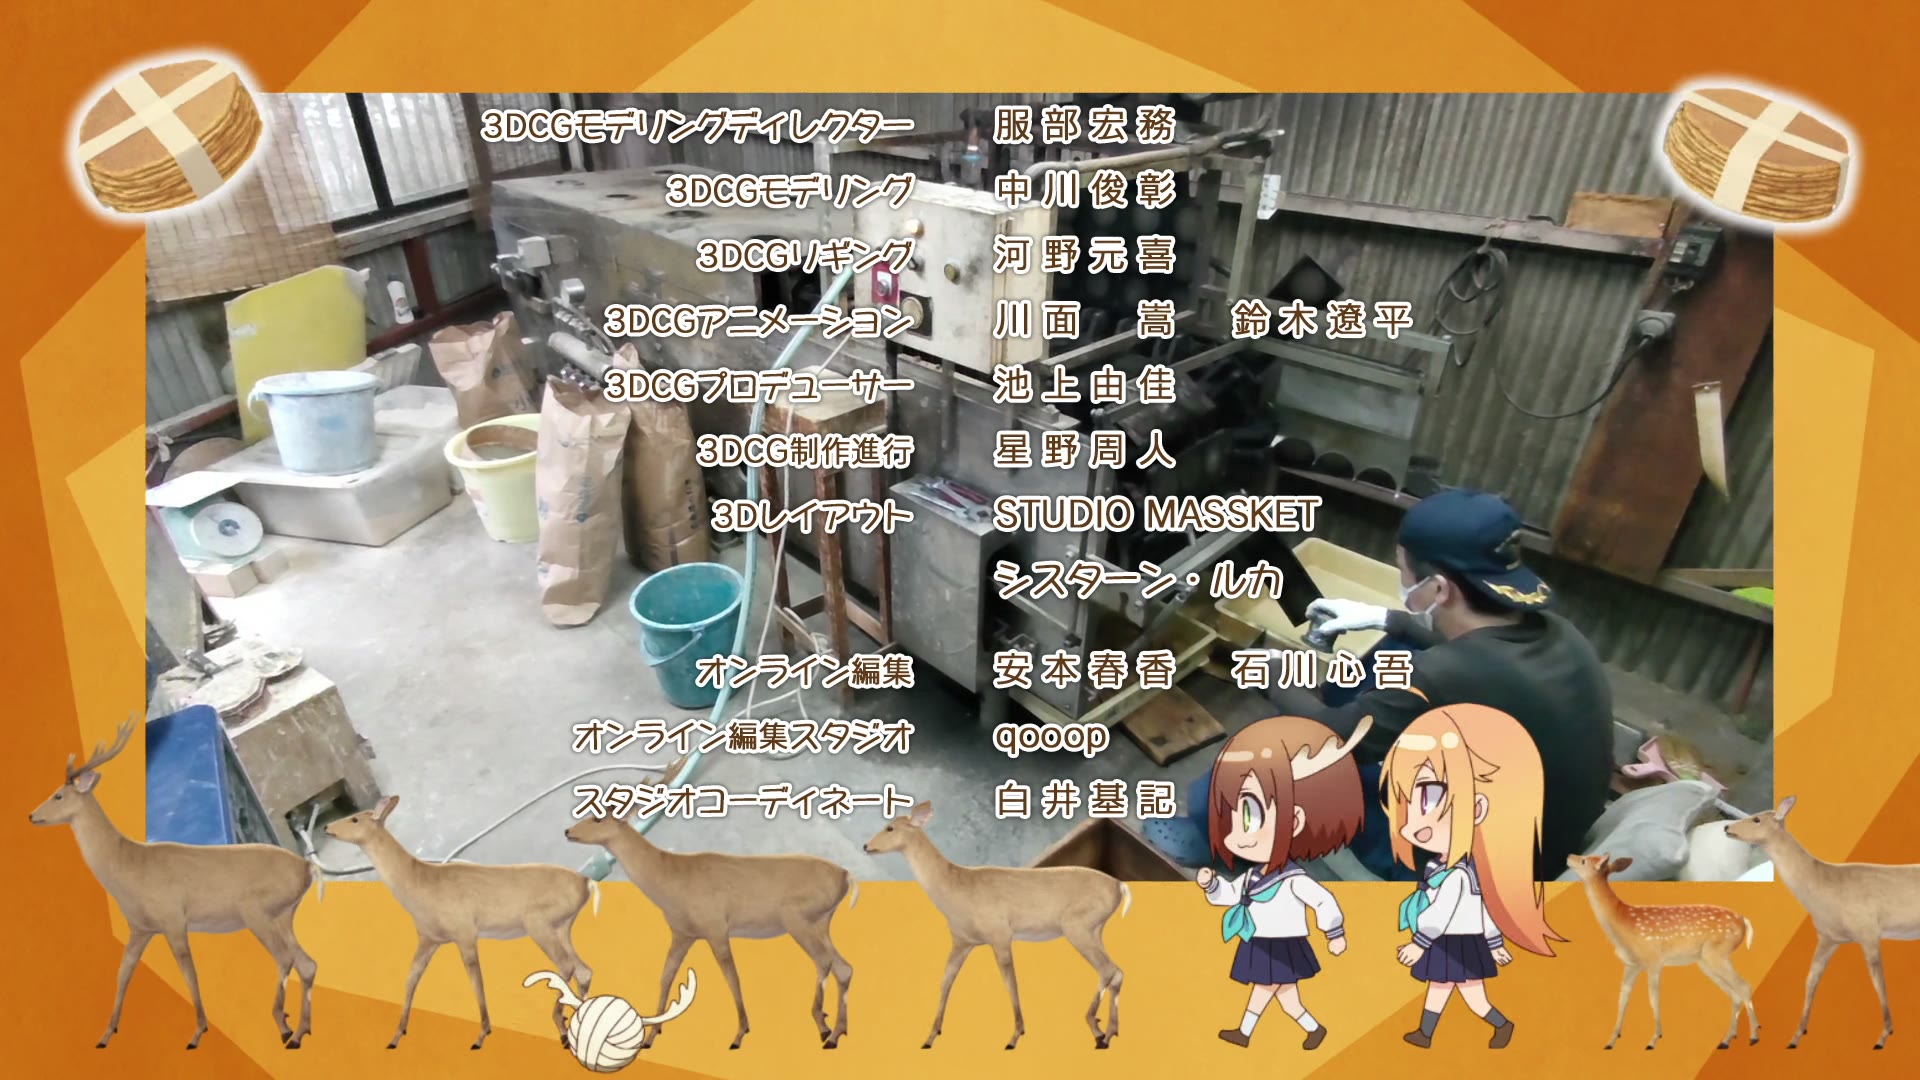 3DCGモデリングディレクター 服部宏務
3DCGモデリング 中川俊彰
3DCGリギング 河野元喜
3DCGアニメーション 川面 嵩 鈴木遼平
3DCGプロデューサー 池上由佳
3DCG制作進行 星野周人
3Dレイアウト STUDIO MASSKET
シスターン・ルカ
オンライン編集 安本春香 石川心吾
オンライン編集スタジオ qooop
スタジオコーディネート 白井基記